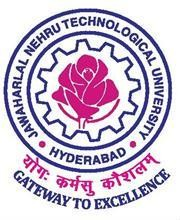 JAWAHARLAL NEHRU TECHNOLOGICAL UNIVERSITY
• HYDERABAD •
योगः कर्मसु कौशलम्
GATEWAY TO EXCELLENCE